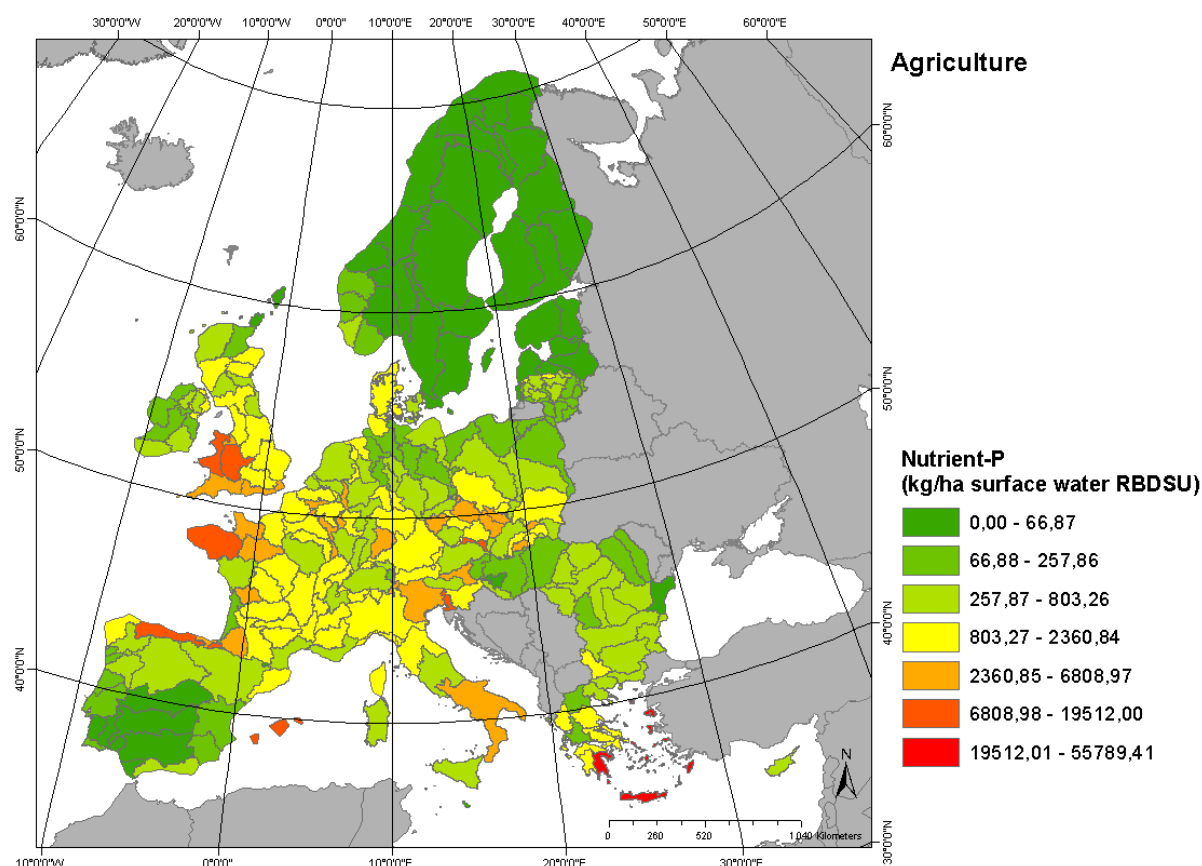 30°0'0"W 20°0'0"W 10°0'0"W 0°0'0" 10°0'0"E 20°0'0"E 30°0'0"E 40°0'0"E 50°0'0"E 60°0'0"E
Agriculture
60°0'0"N
60°0'0"N
50°0'0"N
50°0'0"N
40°0'0"N
40°0'0"N
30°0'0"N
Nutrient-P
(kg/ha surface water RBDSU)
0,00 - 66,87
66,88 - 257,86
257,87 - 803,26
803,27 - 2360,84
2360,85 - 6808,97
6808,98 - 19512,00
19512,01 - 55789,41
N
0 260 520 1.040 Kilometers
10°0'0"W 0°0'0" 10°0'0"E 20°0'0"E 30°0'0"E